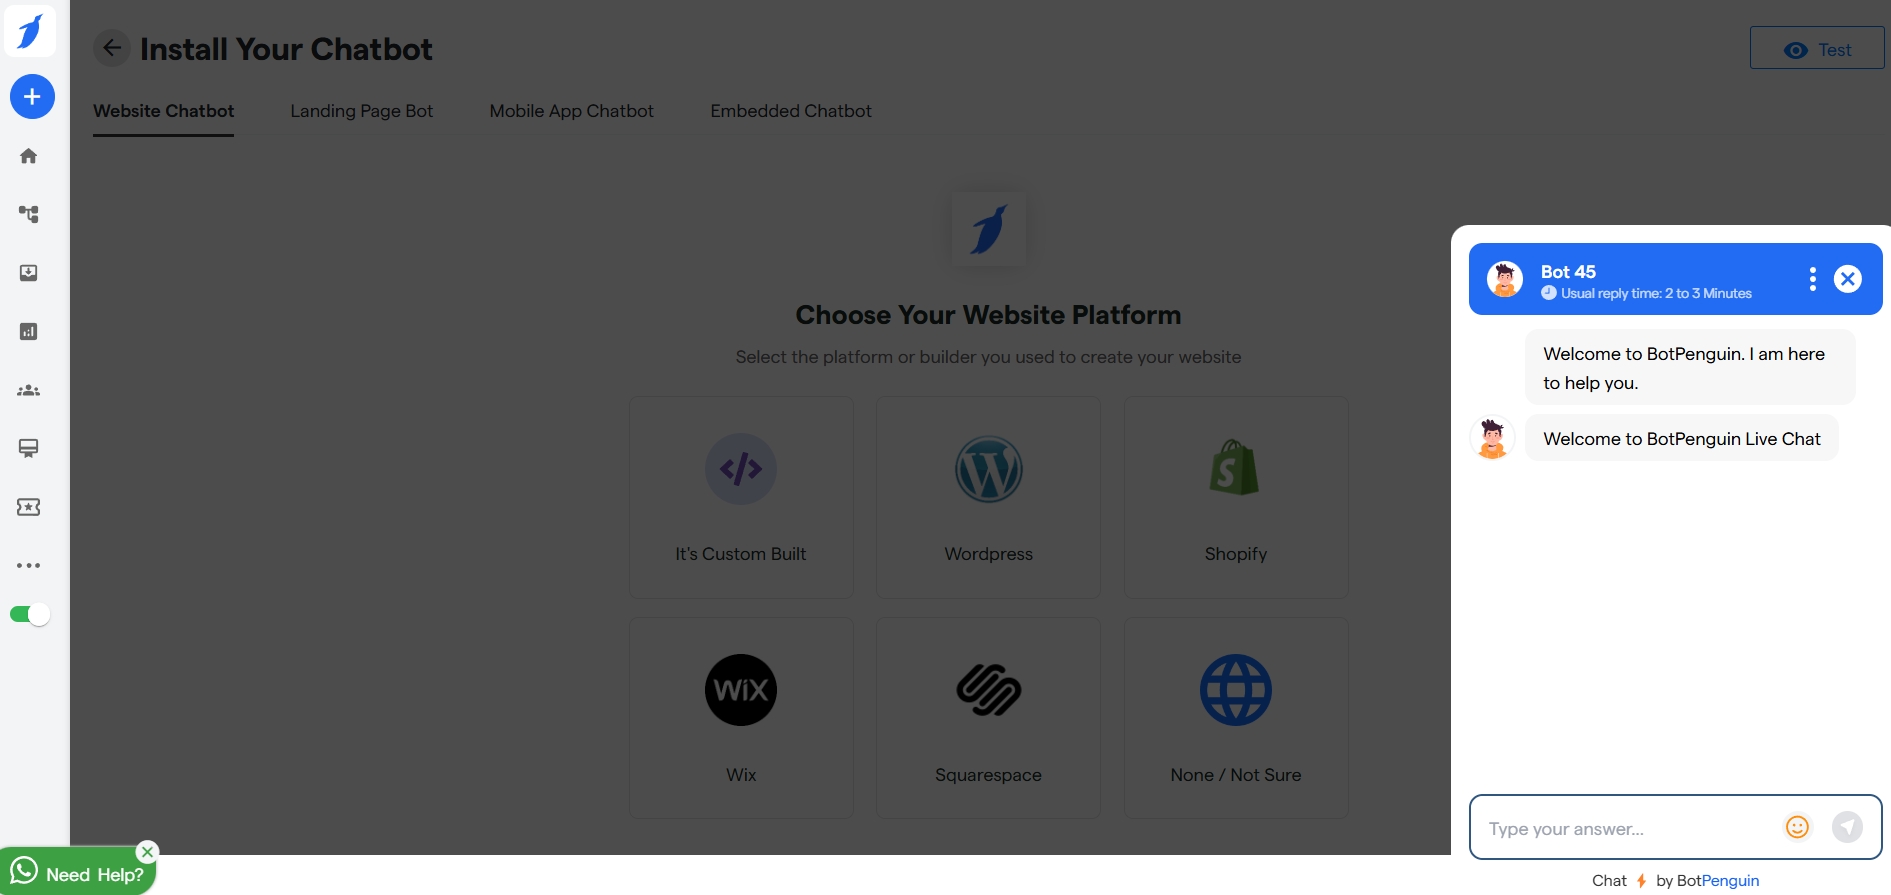 Install Your Chatbot
Test
Website Chatbot
Landing Page Bot
Mobile App Chatbot
Embedded Chatbot
Choose Your Website Platform
Select the platform or builder you used to create your website
It's Custom Built
Wordpress
Shopify
WiX
Wix
Squarespace
None / Not Sure
Bot 45
Usual reply time: 2 to 3 Minutes
Welcome to BotPenguin. I am here
to help you.
Welcome to BotPenguin Live Chat
Type your answer...
Chat by BotPenguin
Need Help?